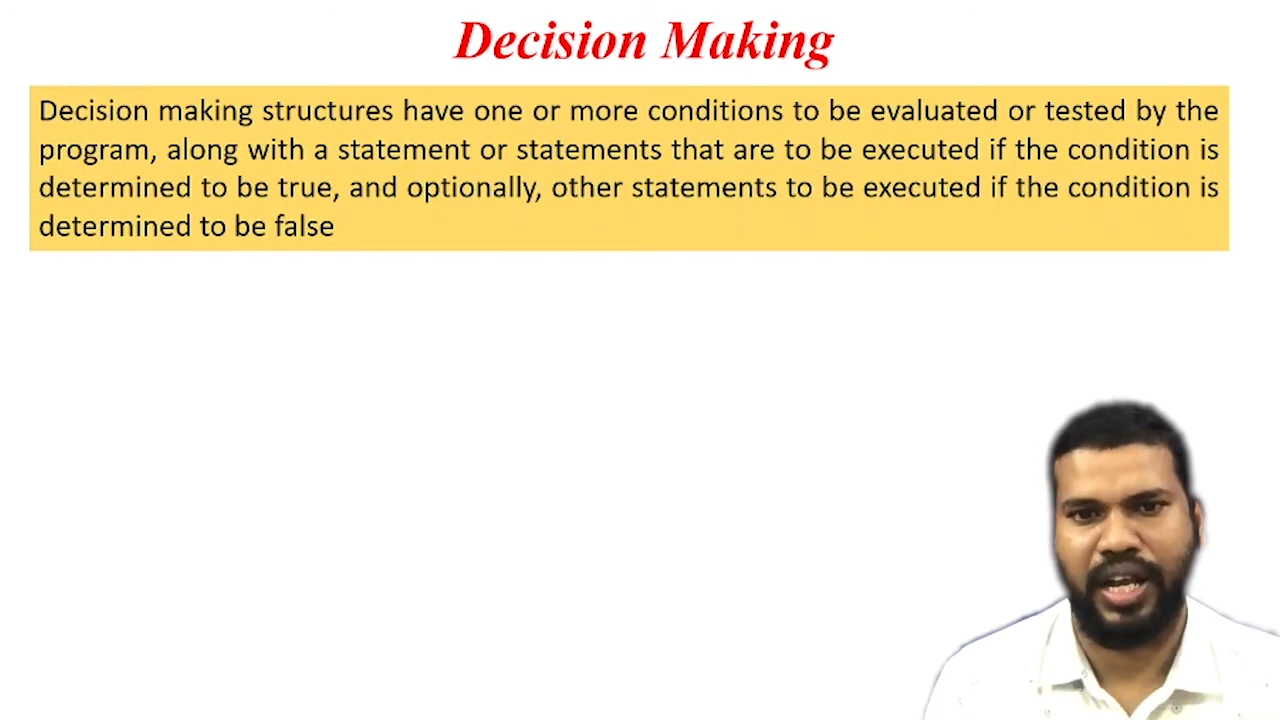 Decision Making
Decision making structures have one or more conditions to be evaluated or tested by the
program, along with a statement or statements that are to be executed if the condition is
determined to be true, and optionally, other statements to be executed if the condition is
determined to be false